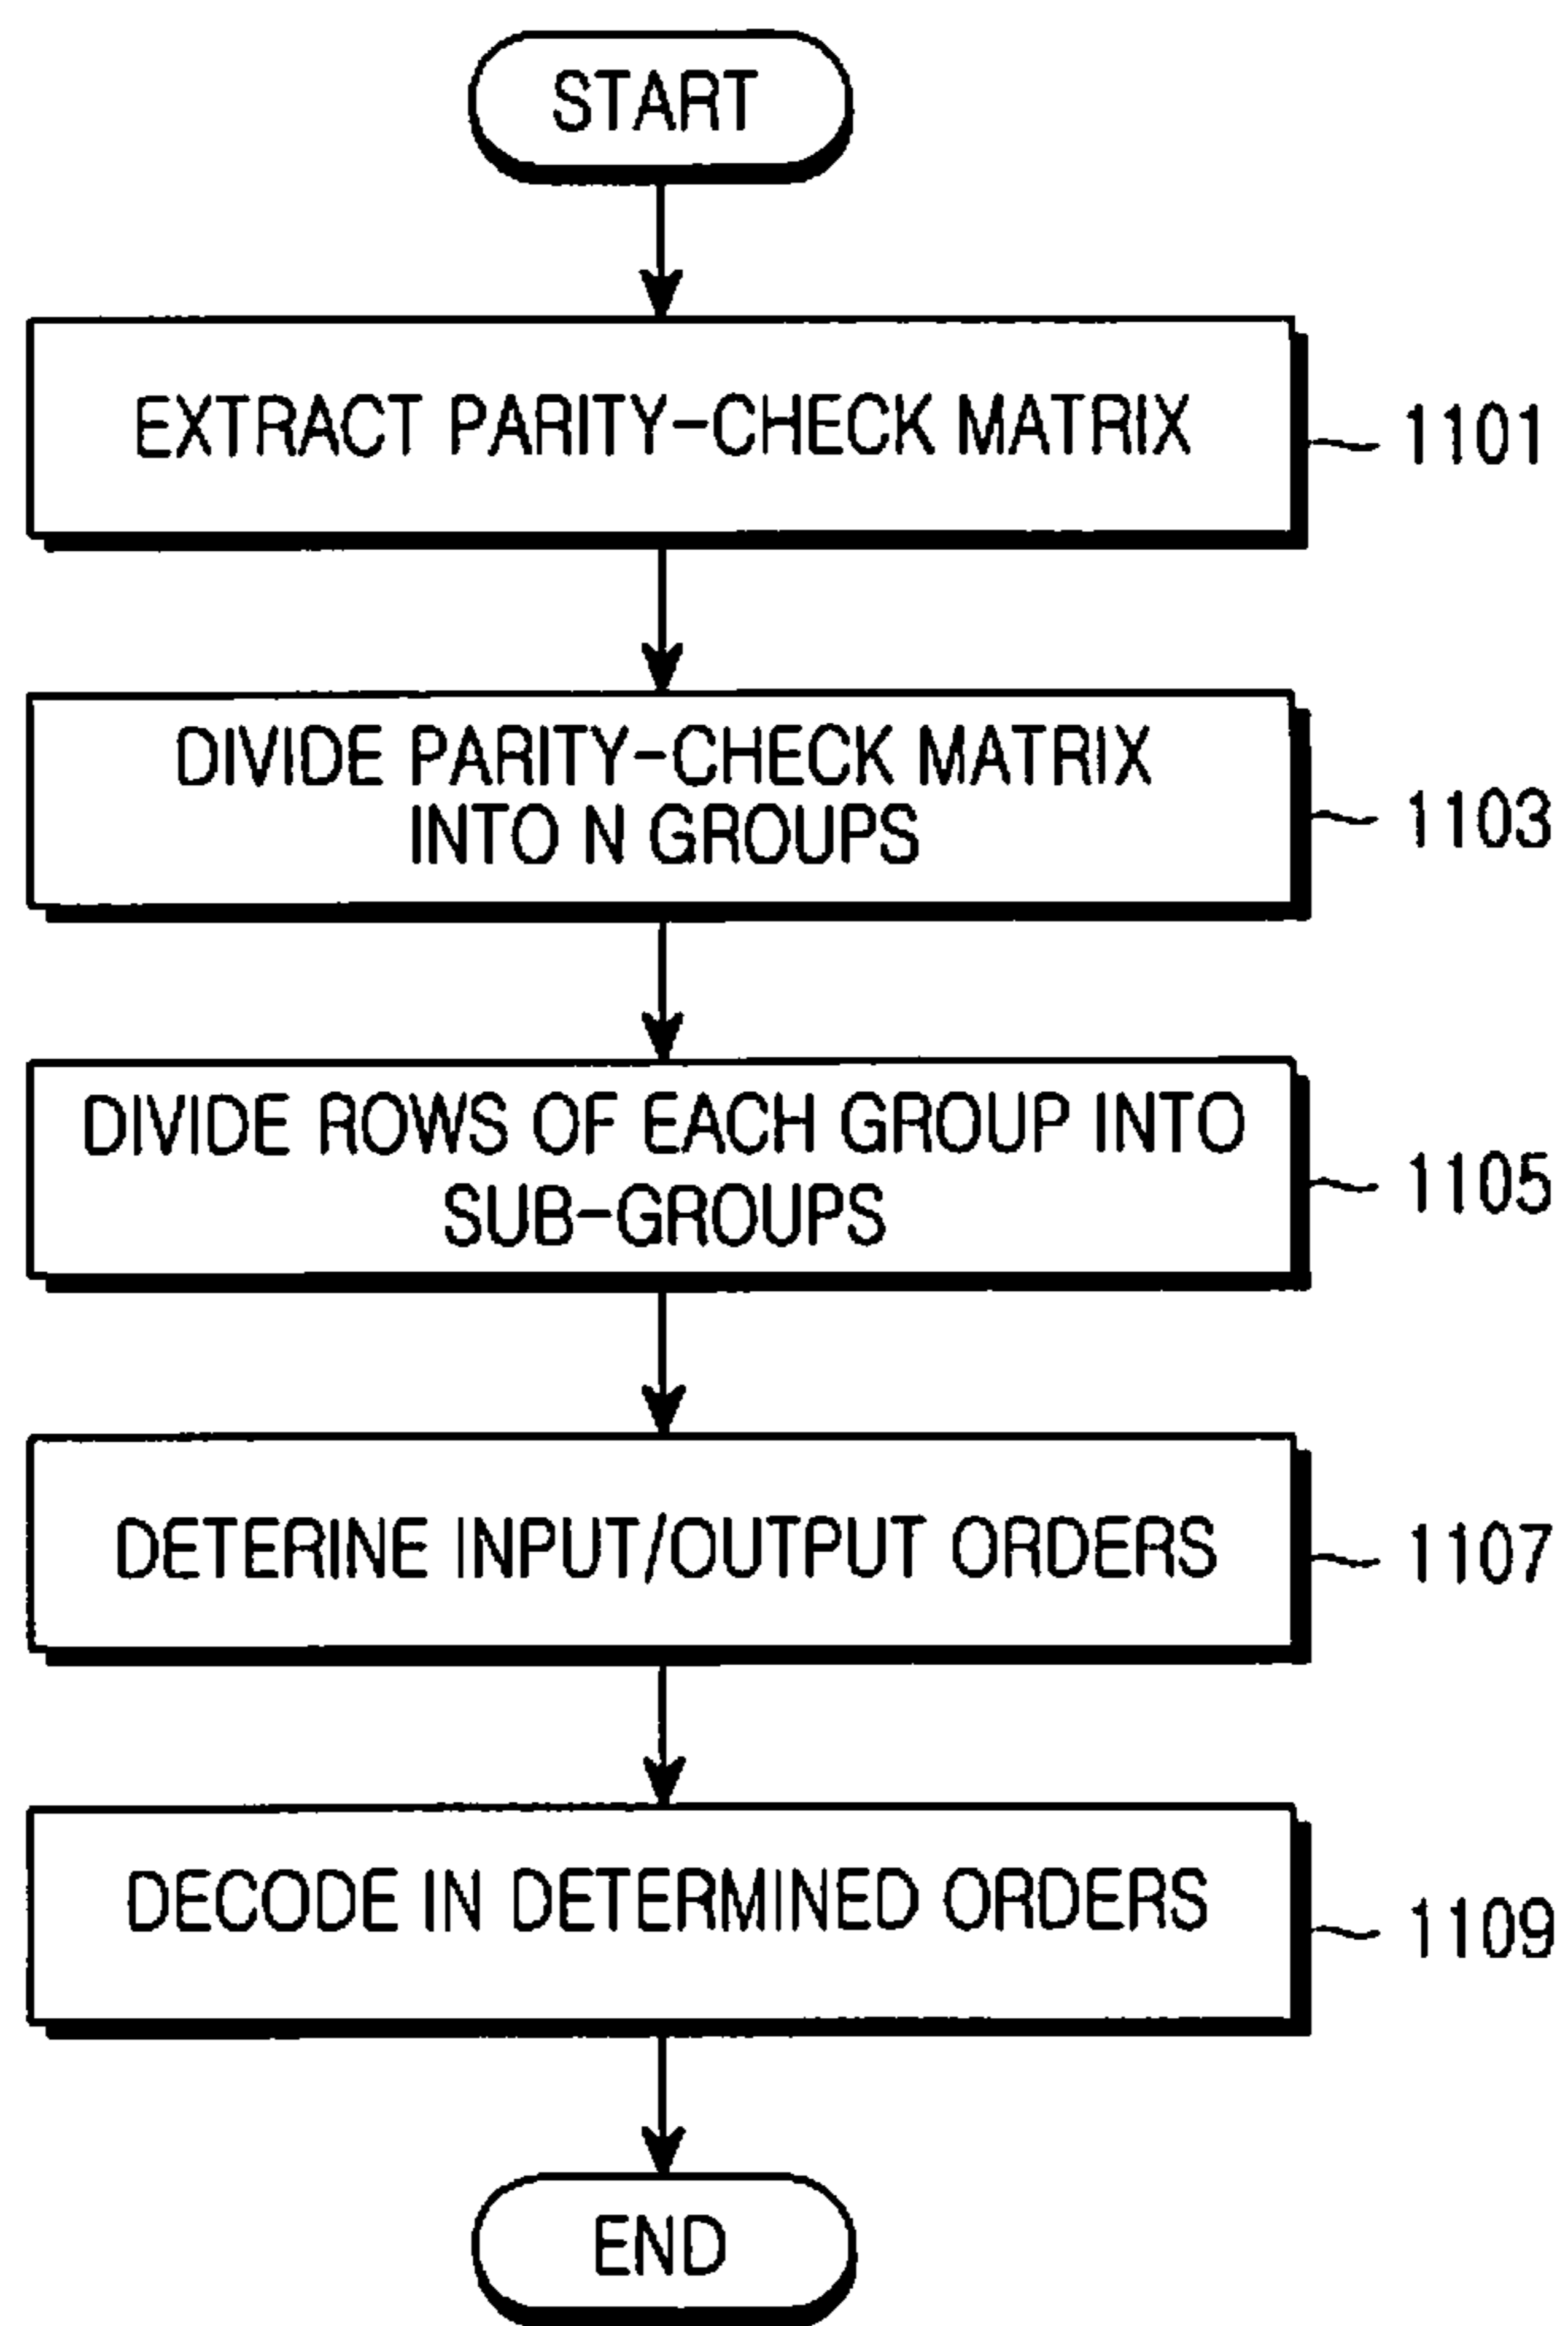 START
EXTRACT PARITY-CHECK MATRIX
1101
DIVIDE PARITY-CHECK MATRIX
INTO N GROUPS
1103
DIVIDE ROWS OF EACH GROUP INTO
SUB-GROUPS
1105
DETERINE INPUT/OUTPUT ORDERS
1107
DECODE IN DETERMINED ORDERS
1109
END